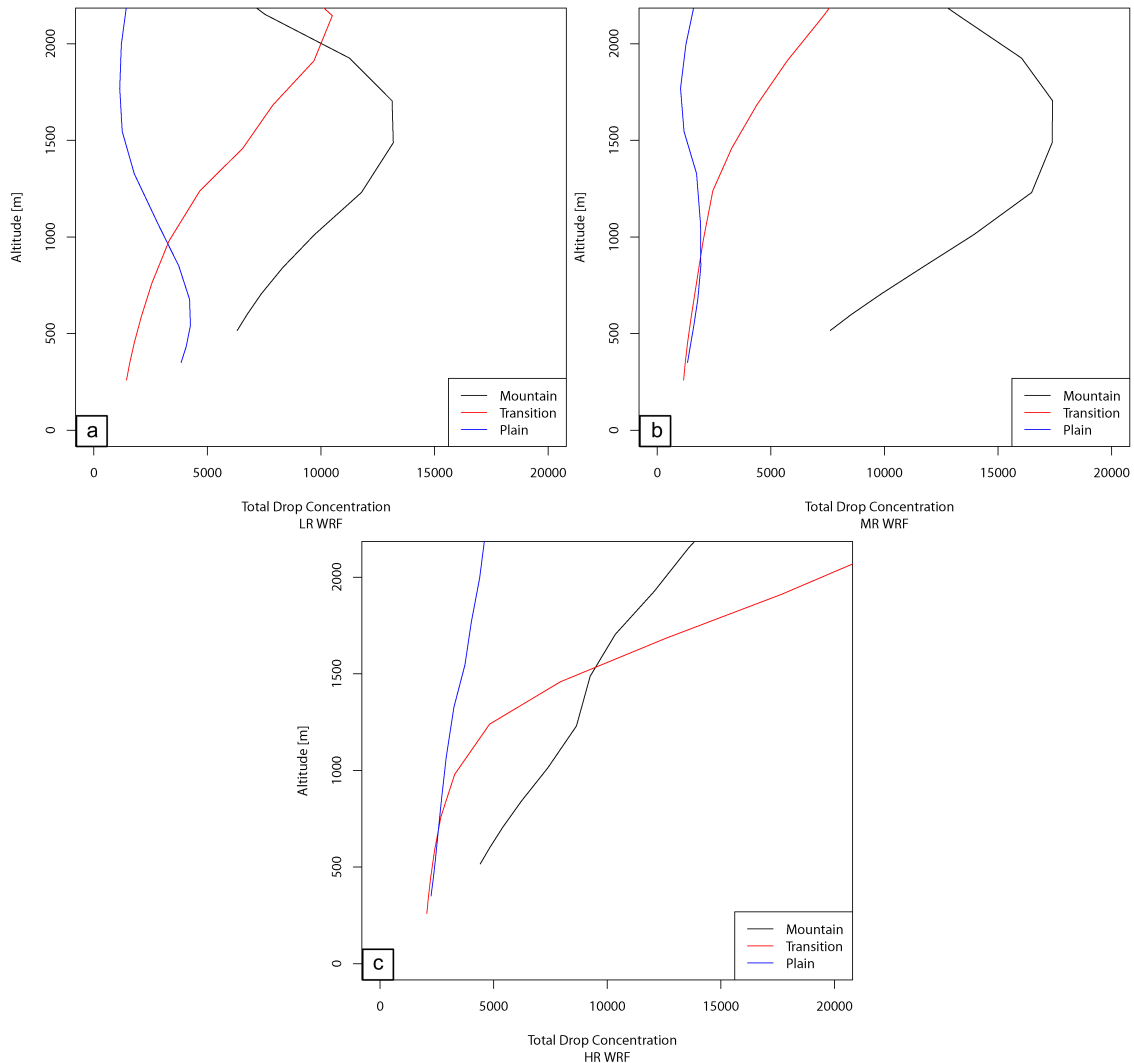 2000
1500
1000
500
0
Altitude [m]
a
Mountain
Transition
Plain
0 5000 10000 15000 20000
Total Drop Concentration
LR WRF
2000
1500
1000
500
0
Altitude [m]
b
Mountain
Transition
Plain
0 5000 10000 15000 20000
Total Drop Concentration
MR WRF
2000
1500
1000
500
0
Altitude [m]
c
Mountain
Transition
Plain
0 5000 10000 15000 20000
Total Drop Concentration
HR WRF